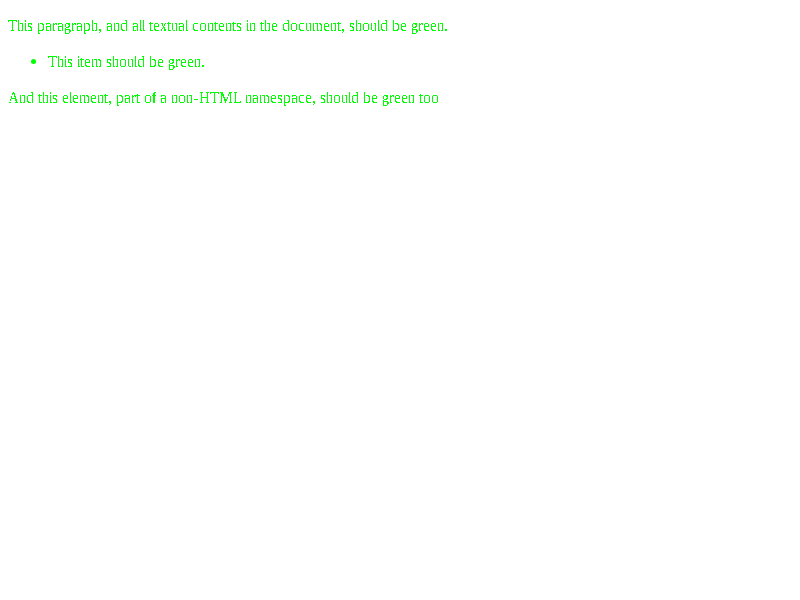 This paragraph, and all textual contents in the document, should be green.
• This item should be green.
And this element, part of a non-HTML namespace, should be green too